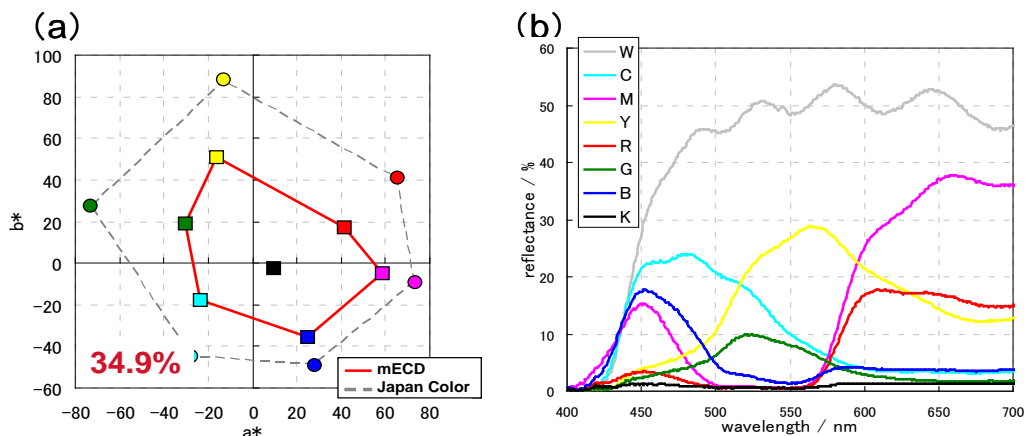 (a)
100
80
60
40
20
0
-20
-40
-60
b*
-80
-60
-40
-20
0
20
40
60
80
a*
34.9%
mECD
Japan Color
(b)
60
50
40
30
20
10
0
reflectance / %
W
C
M
Y
R
G
B
K
400
450
500
550
600
650
700
wavelength / nm